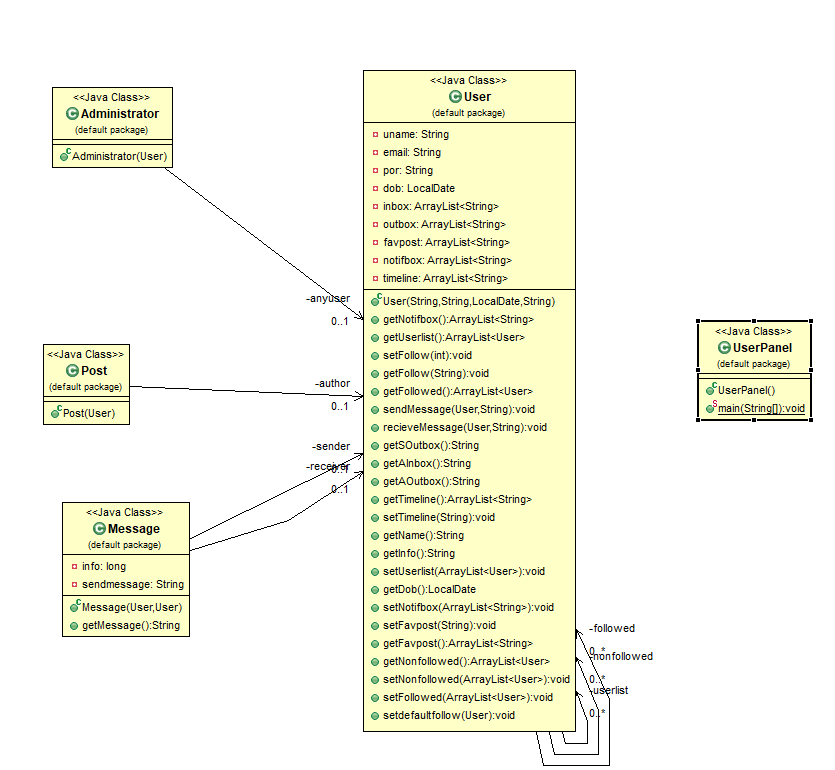 <<Java Class>>
Administrator
(default package)
Administrator(User)
<<Java Class>>
User
(default package)
uname: String
email: String
por: String
dob: LocalDate
inbox: ArrayList<String>
outbox: ArrayList<String>
favpost: ArrayList<String>
notifbox: ArrayList<String>
timeline: ArrayList<String>
User(String,String,LocalDate,String)
getNotifbox():ArrayList<String>
getUserlist():ArrayList<User>
setFollow(int):void
getFollow(String):void
getFollowed():ArrayList<User>
sendMessage(User,String):void
recieveMessage(User,String):void
getSOutbox():String
getAInbox():String
getAOutbox():String
getTimeline():ArrayList<String>
setTimeline(String):void
getName():String
getInfo():String
setUserlist(ArrayList<User>):void
getDob():LocalDate
setNotifbox(ArrayList<String>):void
setFavpost(String):void
getFavpost():ArrayList<String>
getNonfollowed():ArrayList<User>
setNonfollowed(ArrayList<User>):void
setFollowed(ArrayList<User>):void
setdefaultfollow(User):void
-anyuser
0..1
<<Java Class>>
Post
(default package)
Post(User)
-author
0..1
-sender
0..1
-receiver
0..1
<<Java Class>>
Message
(default package)
info: long
sendmessage: String
Message(User,User)
getMessage():String
<<Java Class>>
UserPanel
(default package)
UserPanel()
main(String[]):void
-followed
0..*
-nonfollowed
0..*
-userlist
0..*